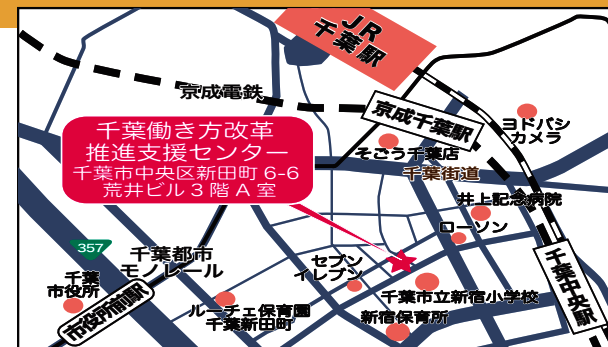 JR
千葉駅
京成電鉄
京成千葉駅
ヨドバシ
カメラ
千葉働き方改革
推進支援センター
千葉市中央区新田町6-6
荒井ビル3階A室
そごう千葉店
千葉街道
井上記念病院
ローソン
357
千葉都市
モノレール
セブン
イレブン
千葉
市役所
市役所前駅
千葉中央駅
千葉市立新宿小学校
ルーチェ保育園
千葉新田町
新宿保育所